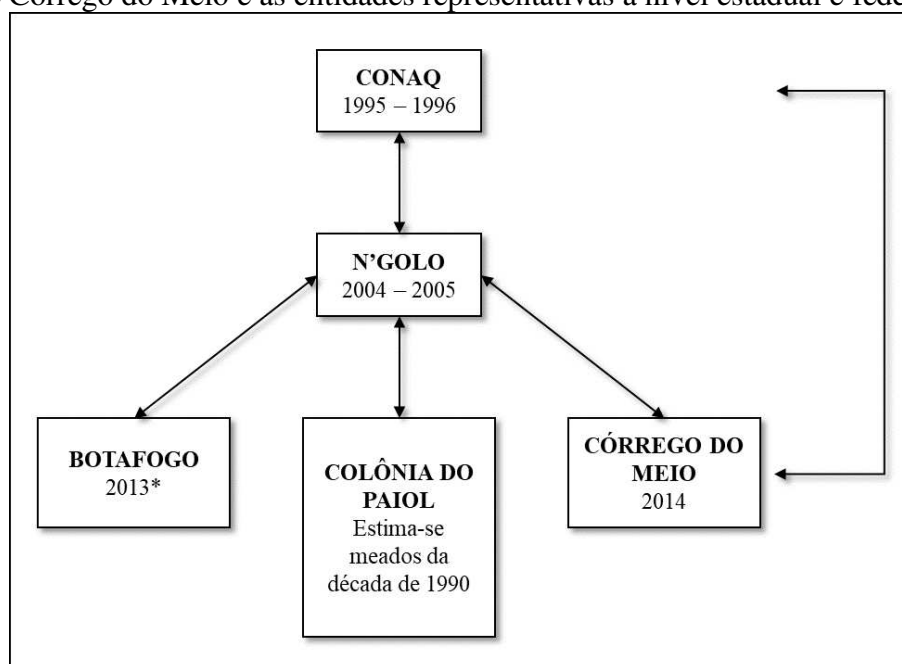 Córrego do Meio e as entidades representativas a nível estadual e
CONAQ
1995 – 1996
N’GOLO
2004 – 2005
BOTAFOGO
2013*
COLÔNIA DO
PAIOL
Estima-se
meados da
década de 1990
CÓRREGO DO
MEIO
2014